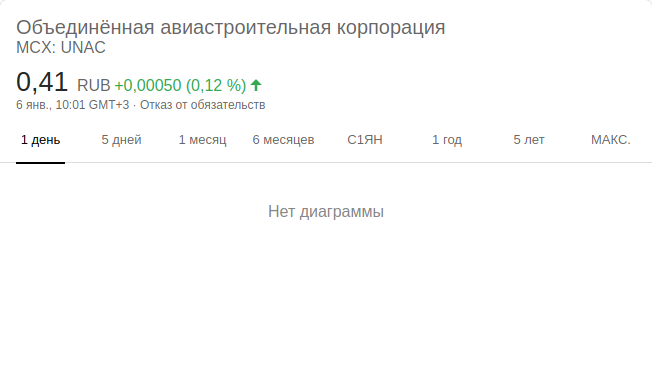 Объединённая авиастроительная корпорация
MCX: UNAC
0,41 RUB +0,00050 (0,12 %)
6 янв., 10:01 GMT+3 · Отказ от обязательств
1 день 5 дней 1 месяц 6 месяцев С1ЯН 1 год 5 лет МАКС.
Нет диаграммы